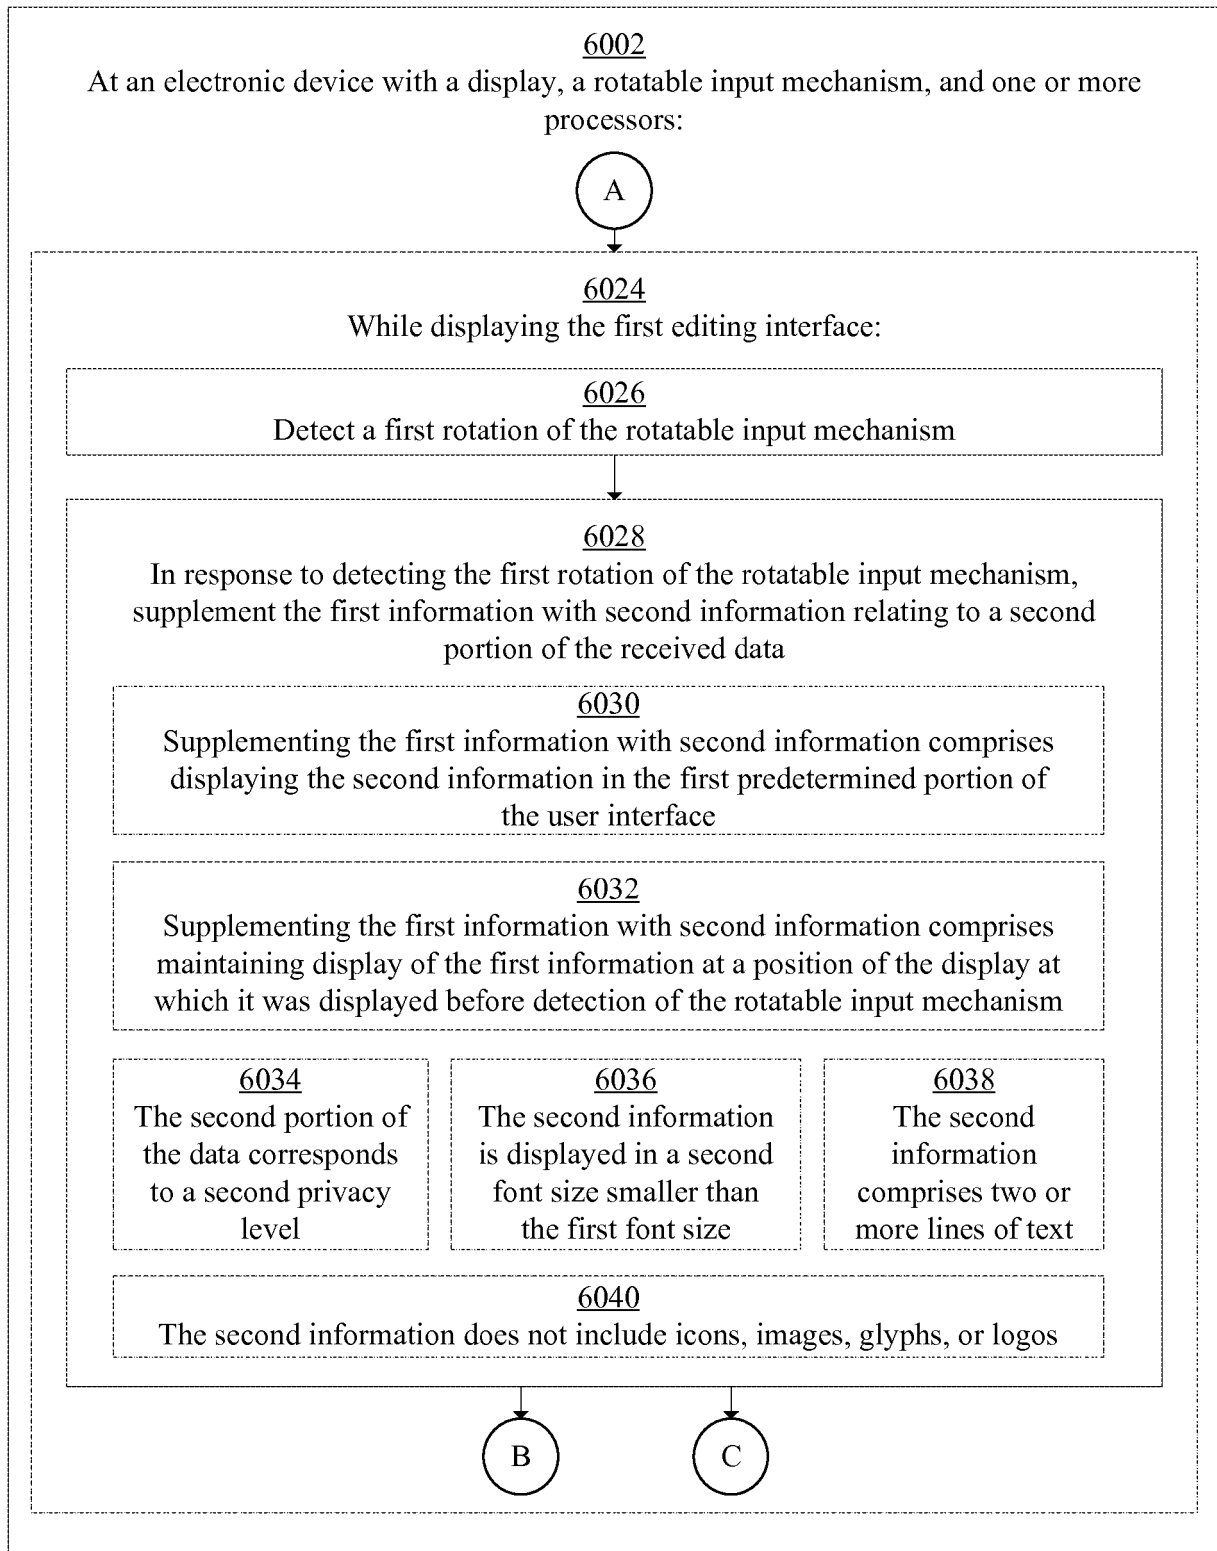 6002
At an electronic device with a display, a rotatable input mechanism, and one or more
processors:
A
6024
While displaying the first editing interface:
6026
Detect a first rotation of the rotatable input mechanism
6028
In response to detecting the first rotation of the rotatable input mechanism,
supplement the first information with second information relating to a second
portion of the received data
6030
Supplementing the first information with second information comprises
displaying the second information in the first predetermined portion of
the user interface
6032
Supplementing the first information with second information comprises
maintaining display of the first information at a position of the display at
which it was displayed before detection of the rotatable input mechanism
6034
The second portion of
the data corresponds
to a second privacy
level
6036
The second information
is displayed in a second
font size smaller than
the first font size
6038
The second
information
comprises two or
more lines of text
6040
The second information does not include icons, images, glyphs, or logos
B
C